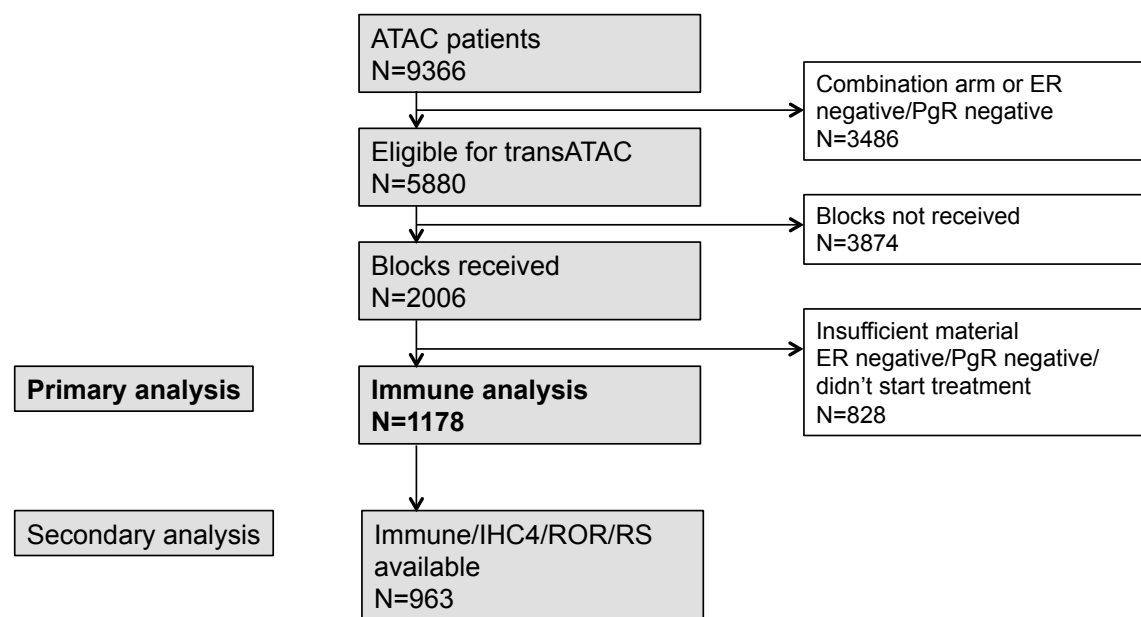 ATAC patients
N=9366
Combination arm or ER
negative/PgR negative
N=3486
Eligible for transATAC
N=5880
Blocks not received
N=3874
Blocks received
N=2006
Insufficient material
ER negative/PgR negative/
didn’t start treatment
N=828
Primary analysis
Immune analysis
N=1178
Secondary analysis
Immune/IHC4/ROR/RS
available
N=963